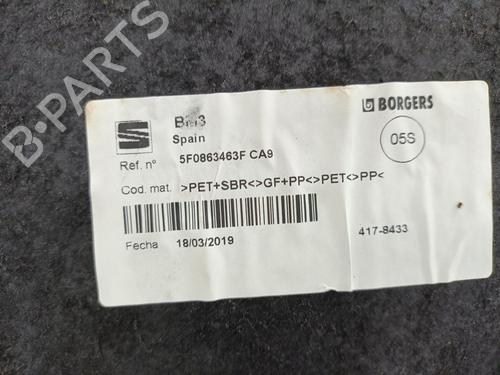 B-PARTS
BORGERS
Spain
05S
Ref. nº 5F0863463F CA9
Cod. mat. >PET+SBR<>GF+PP<>PET<>PP<
Fecha 18/03/2019
417-8433